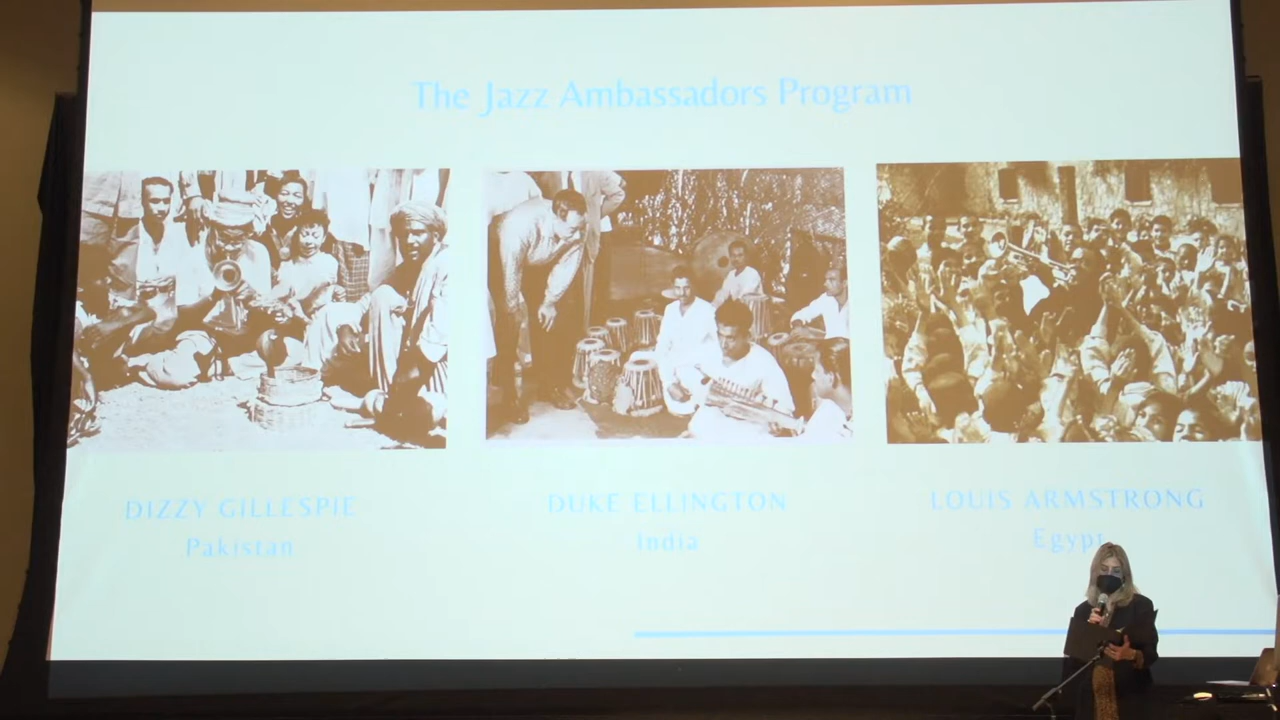 The Jazz Ambassadors Program
DIZZY GILLESPIE
Pakistan
DUKE ELLINGTON
India
LOUIS ARMSTRONG
Egypt